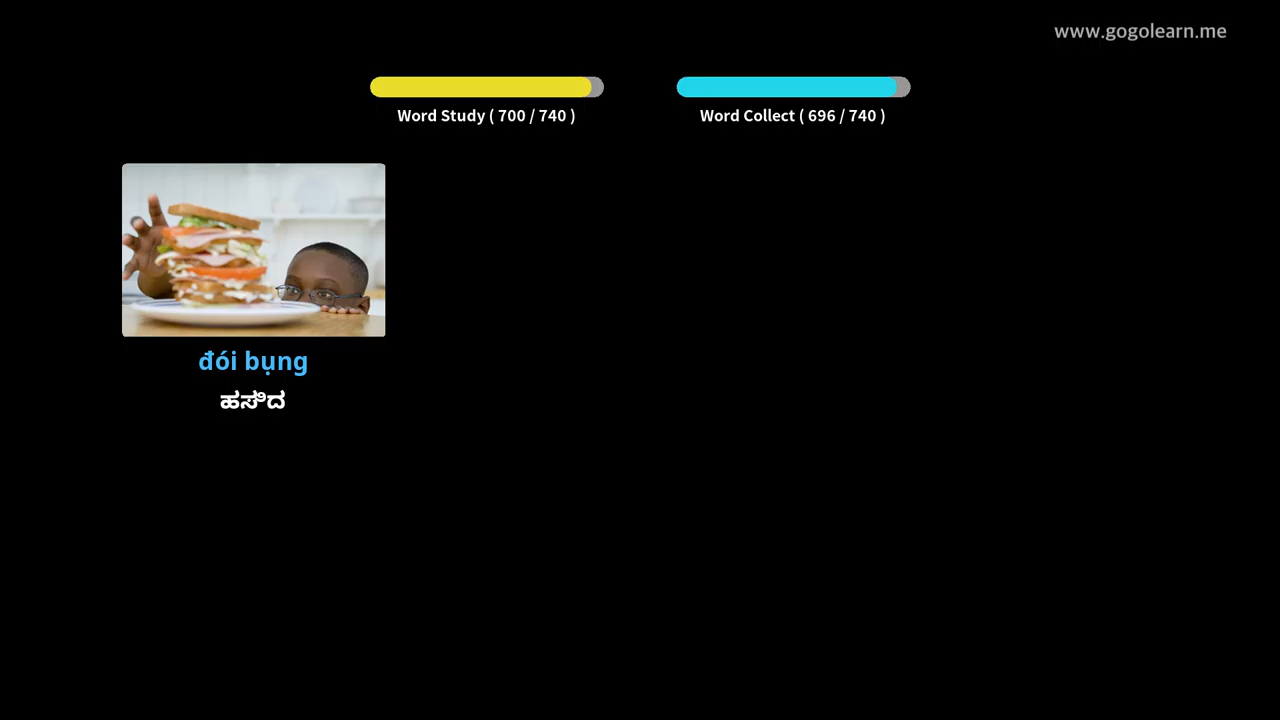 www.gogolearn.me
Word Study ( 700 / 740 )
Word Collect ( 696 / 740 )
đói bụng
ಹಸಿದ